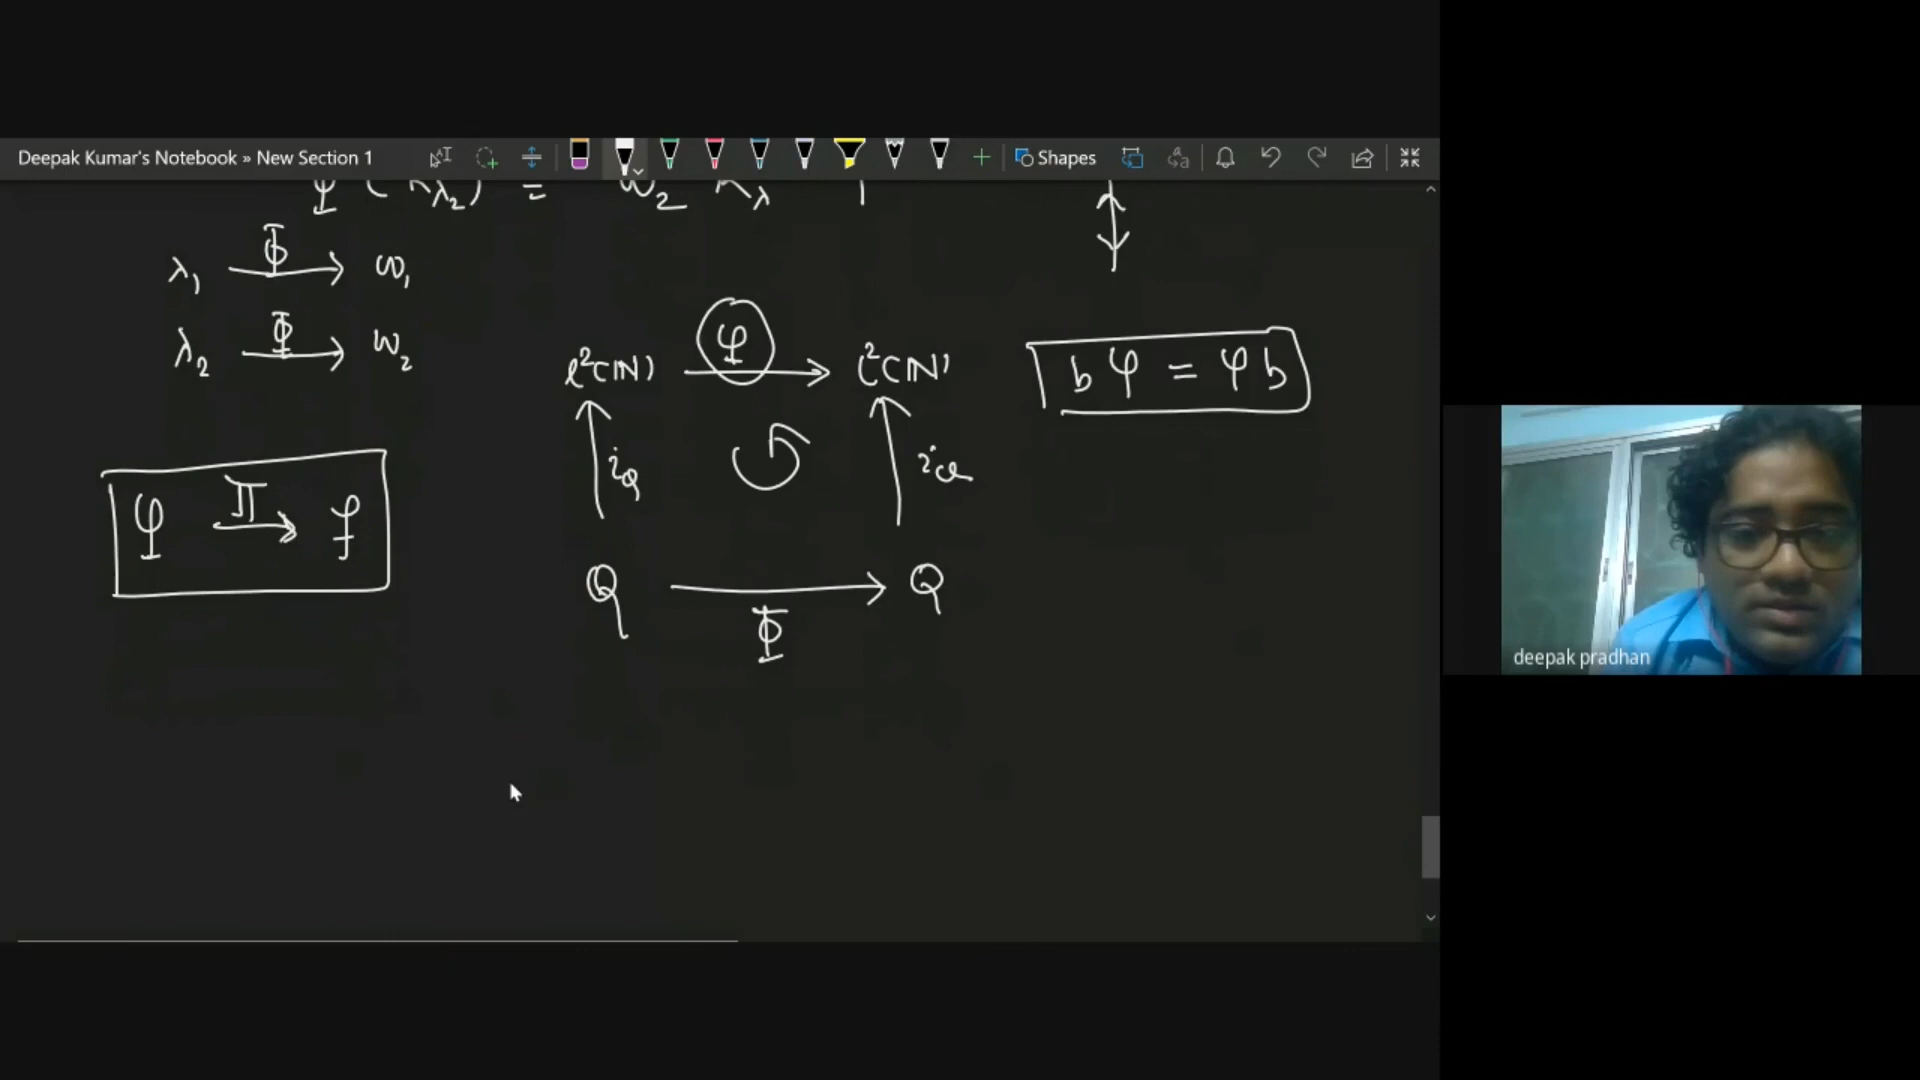 Deepak Kumar's Notebook » New Section 1
Shapes
λ₁ —Φ→ ω₁
λ₂ —Φ→ ω₂
ℓ²(ℕ) —φ→ ℓ²(ℕ)
bφ = φb
φ —Π→ f
i_Q i_Q
Q —Φ→ Q
deepak pradhan